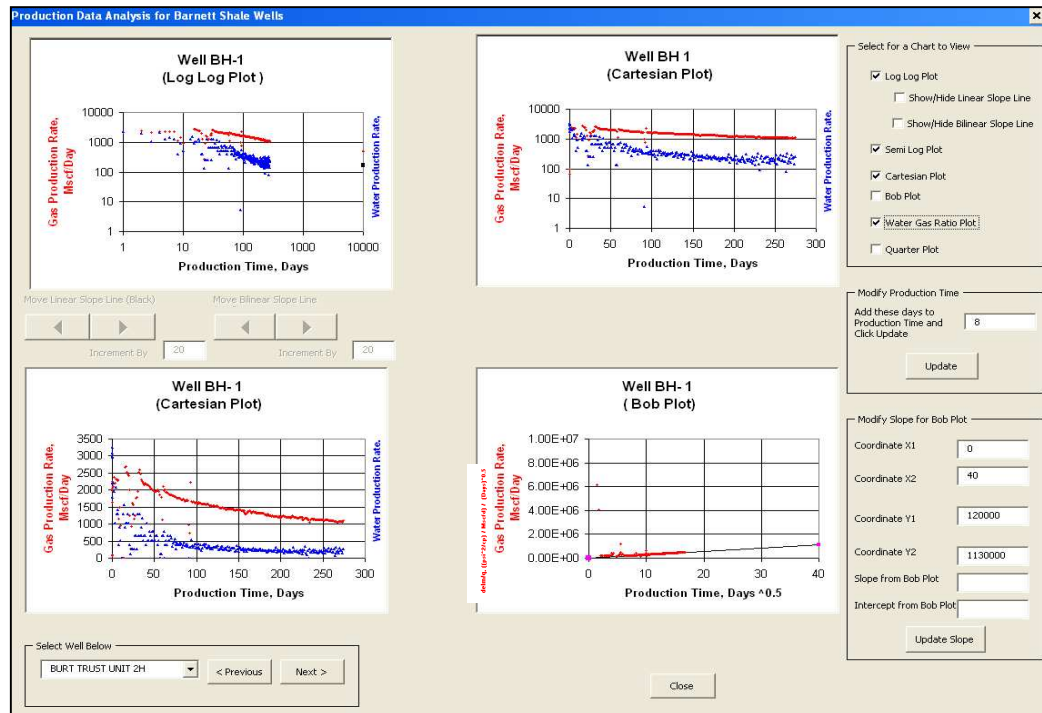 Production Data Analysis for Barnett Shale Wells
Well BH-1
(Log Log Plot )
Gas Production Rate,
Mscf/Day
Water Production Rate,
10000
1000
100
10
1
1 10 100 1000 10000
Production Time, Days
Well BH 1
(Cartesian Plot)
Gas Production Rate,
Mscf/Day
Water Production Rate,
10000
1000
100
10
1
0 50 100 150 200 250 300
Production Time, Days
Select for a Chart to View
Log Log Plot
Show/Hide Linear Slope Line
Show/Hide Bilinear Slope Line
Semi Log Plot
Cartesian Plot
Bob Plot
Water Gas Ratio Plot
Quarter Plot
Move Linear Slope Line (Black)
Move Bilinear Slope Line
Increment By 20
Increment By 20
Modify Production Time
Add these days to
Production Time and
Click Update
8
Update
Well BH- 1
(Cartesian Plot)
Gas Production Rate,
Mscf/Day
Water Production Rate,
3500
3000
2500
2000
1500
1000
500
0
0 50 100 150 200 250 300
Production Time, Days
Well BH- 1
( Bob Plot)
Gas Production Rate,
Mscf/Day
1.00E+07
8.00E+06
6.00E+06
4.00E+06
2.00E+06
0.00E+00
0 10 20 30 40
Production Time, Days ^0.5
Water Production Rate,
Modify Slope for Bob Plot
Coordinate X1 0
Coordinate X2 40
Coordinate Y1 120000
Coordinate Y2 1130000
Slope from Bob Plot
Intercept from Bob Plot
Update Slope
Select Well Below
BURT TRUST UNIT 2H
< Previous
Next >
Close